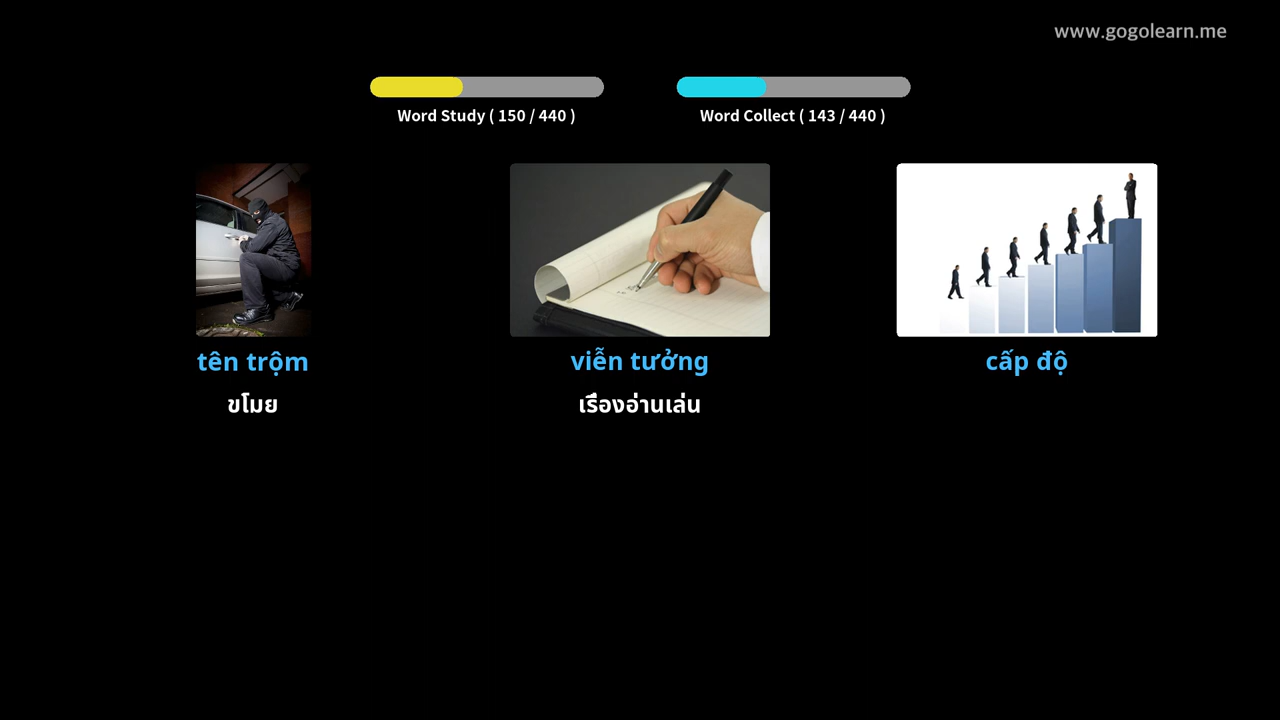 www.gogolearn.me
Word Study ( 150 / 440 )
Word Collect ( 143 / 440 )
tên trộm
viễn tưởng
cấp độ
ขโมย
เรื่องอ่านเล่น